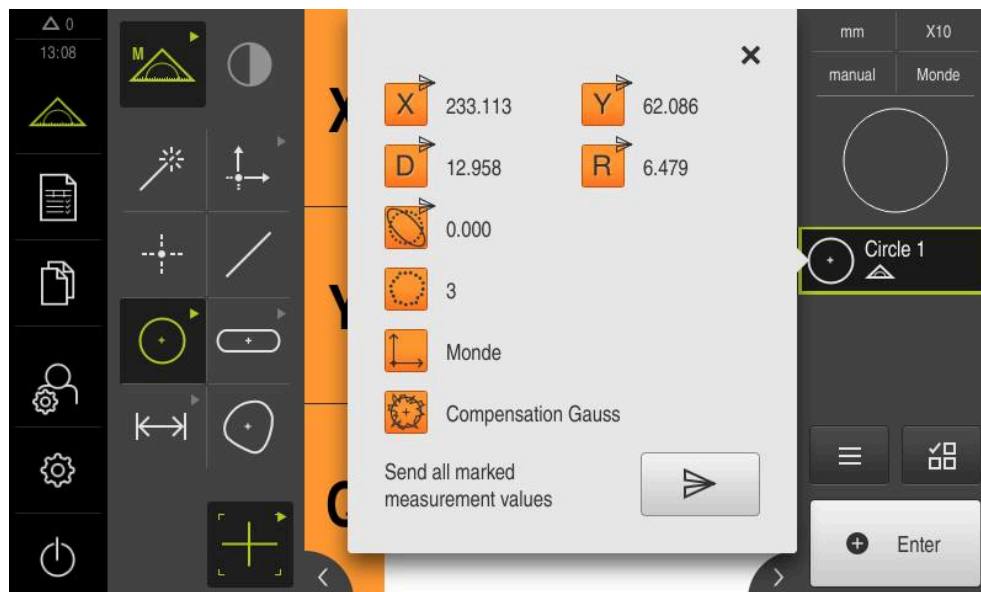 0
13:08
M
X
Y
X 233.113 Y 62.086
D 12.958 R 6.479
0.000
3
Monde
Compensation Gauss
Send all marked
measurement values
mm X10
manual Monde
Circle 1
Enter